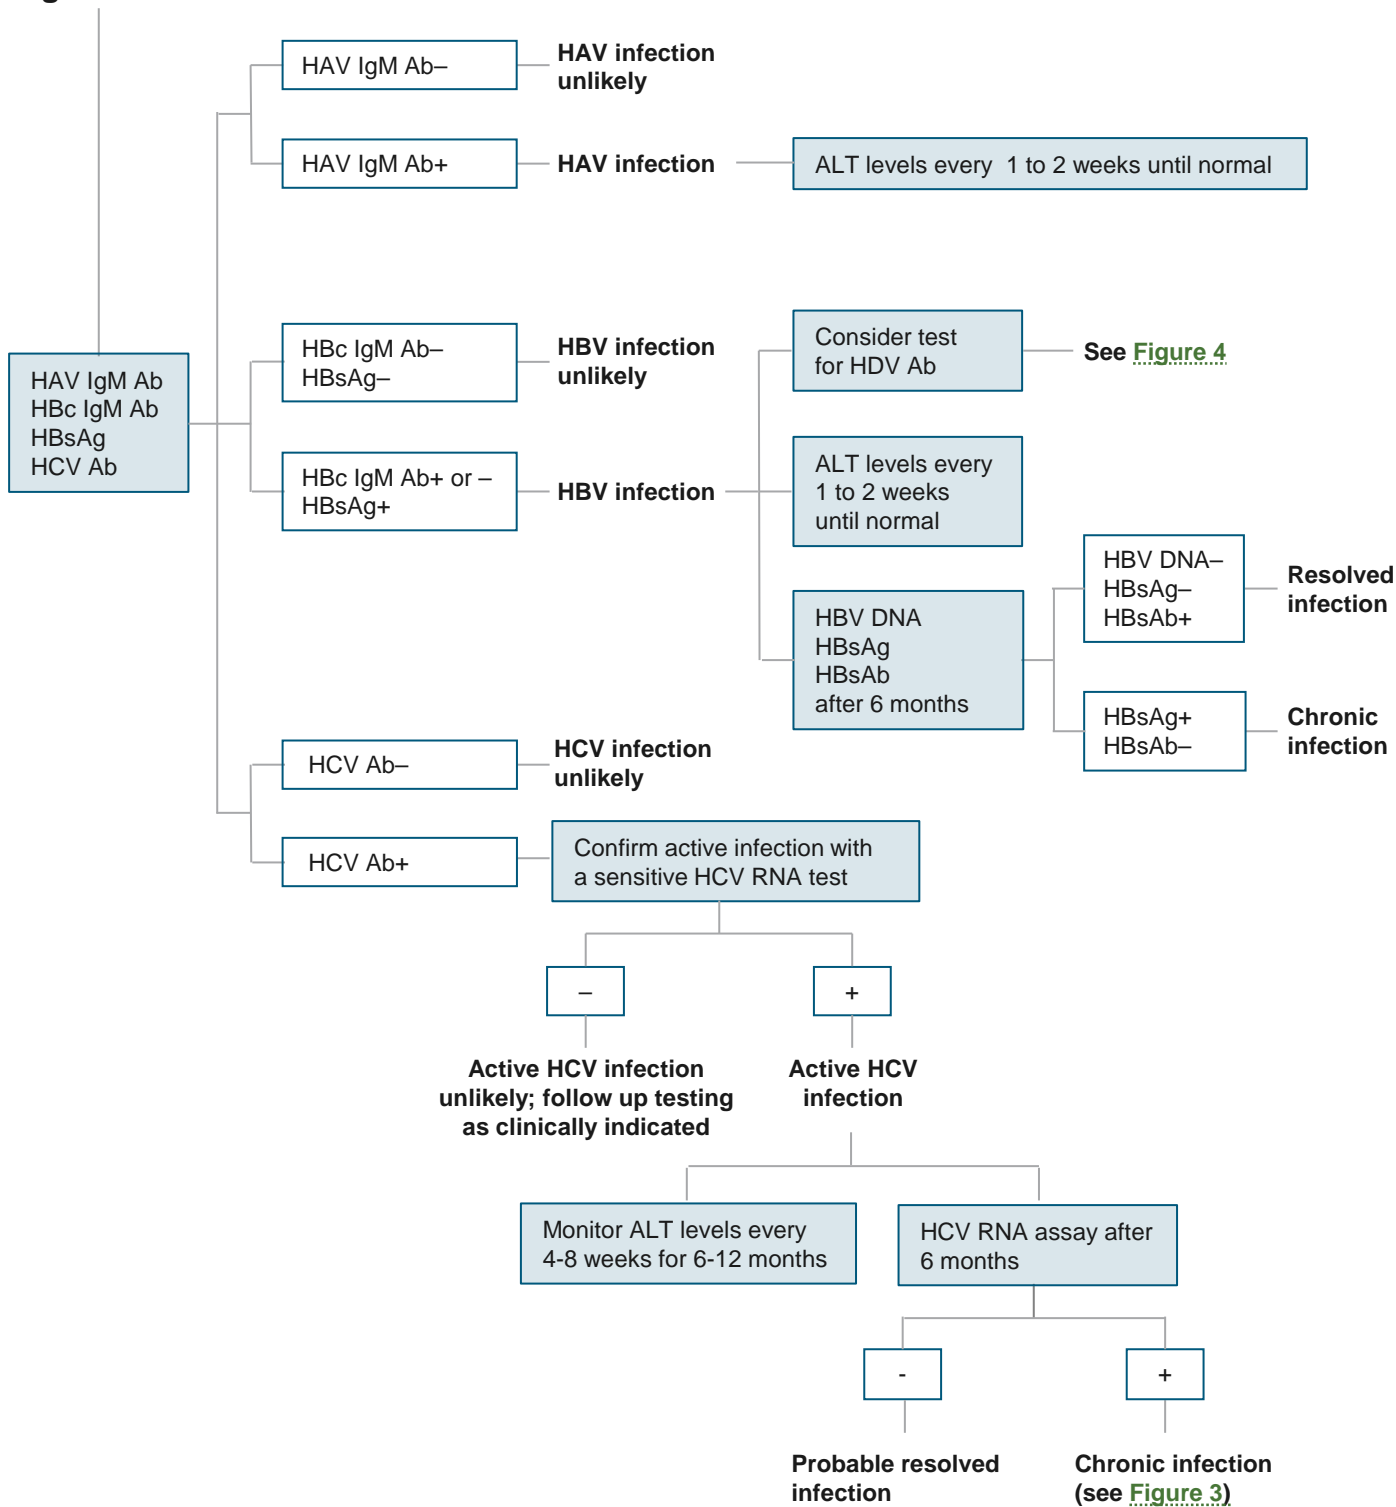 HAV IgM Ab–
HAV infection
unlikely
HAV IgM Ab+
HAV infection
ALT levels every 1 to 2 weeks until normal
HAV IgM Ab
HBc IgM Ab
HBsAg
HCV Ab
HBc IgM Ab–
HBsAg–
HBV infection
unlikely
Consider test
for HDV Ab
See Figure 4
HBc IgM Ab+ or –
HBsAg+
HBV infection
ALT levels every
1 to 2 weeks
until normal
HBV DNA
HBsAg
HBsAb
after 6 months
HBV DNA–
HBsAg–
HBsAb+
Resolved
infection
HBsAg+
HBsAb–
Chronic
infection
HCV Ab–
HCV infection
unlikely
HCV Ab+
Confirm active infection with
a sensitive HCV RNA test
–
+
Active HCV infection
unlikely; follow up testing
as clinically indicated
Active HCV
infection
Monitor ALT levels every
4-8 weeks for 6-12 months
HCV RNA assay after
6 months
-
+
Probable resolved
infection
Chronic infection
(see Figure 3)